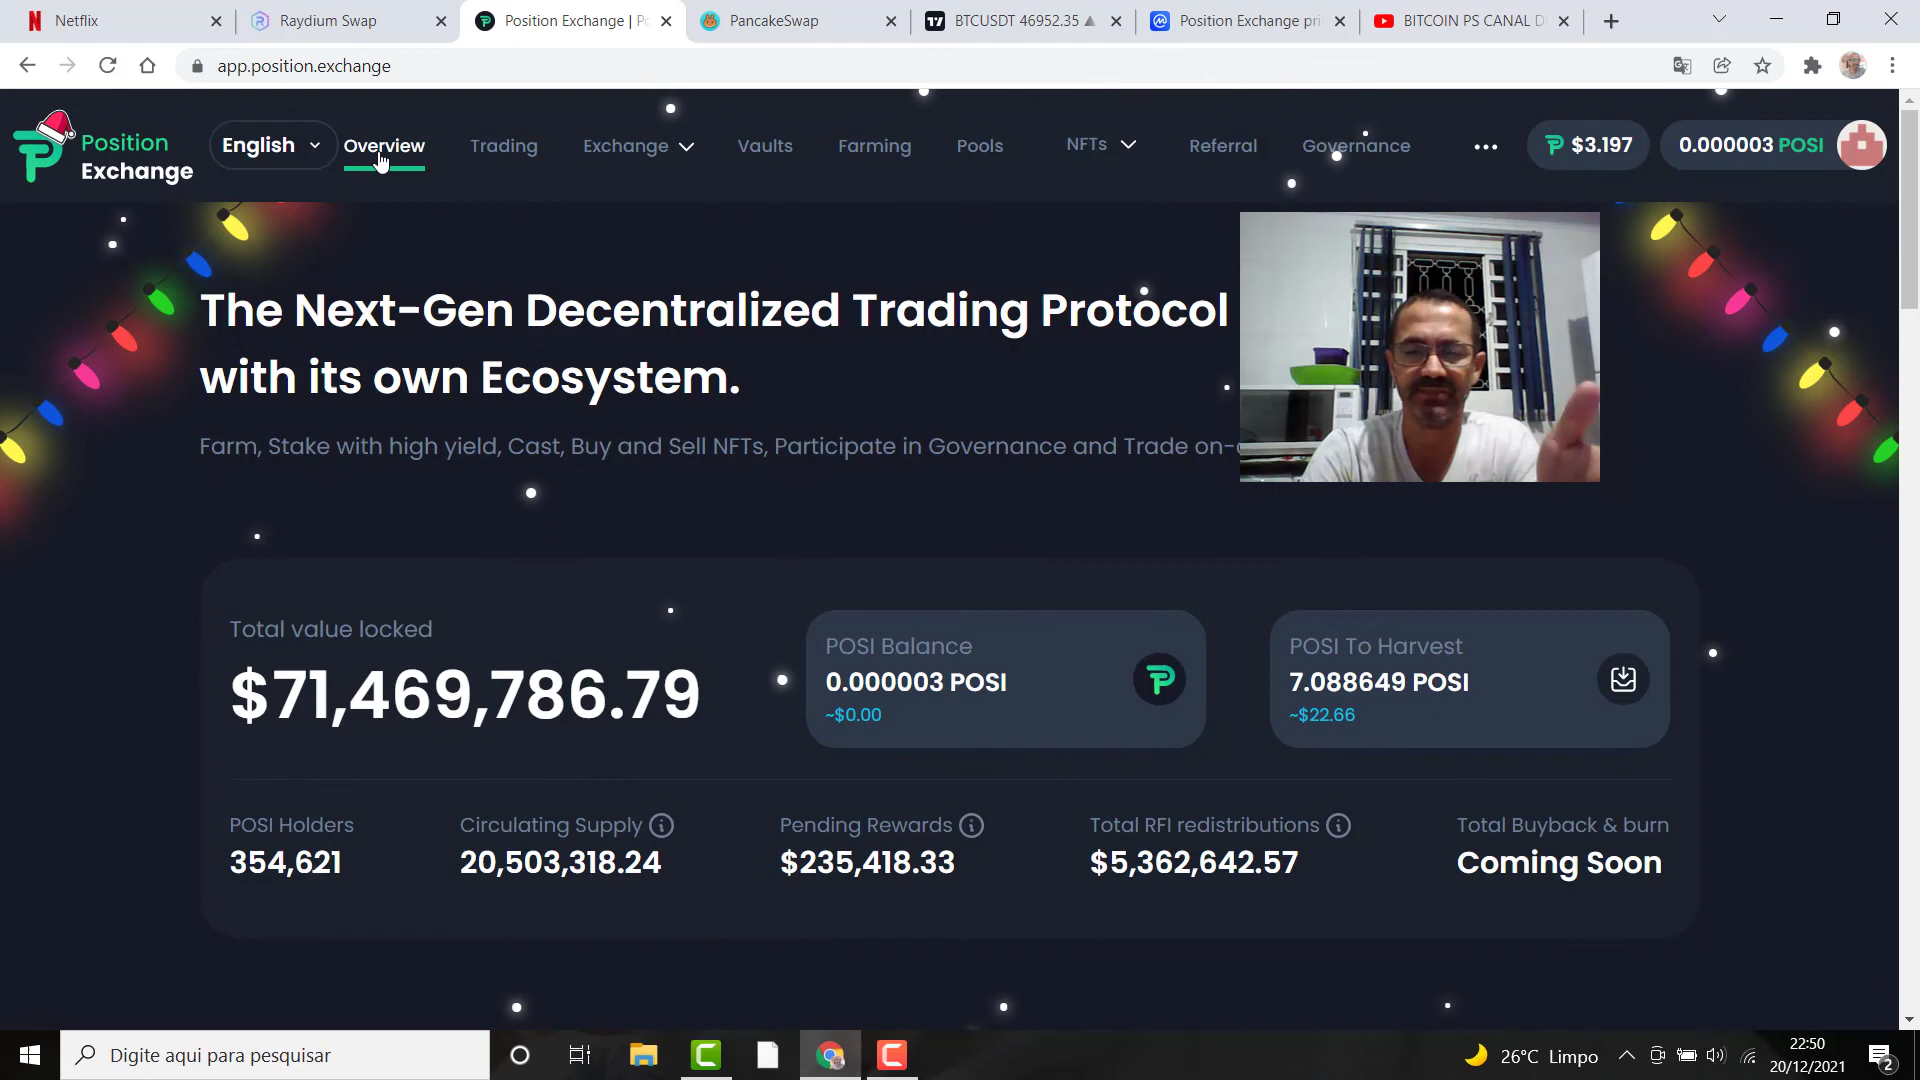 Netflix
Raydium Swap
Position Exchange | Po
PancakeSwap
BTCUSDT 46952.35
Position Exchange pri
BITCOIN PS CANAL D
app.position.exchange
Position
Exchange
English
Overview
Trading
Exchange
Vaults
Farming
Pools
NFTs
Referral
Governance
$3.197
0.000003 POSI
The Next-Gen Decentralized Trading Protocol
with its own Ecosystem.
Farm, Stake with high yield, Cast, Buy and Sell NFTs, Participate in Governance and Trade on-
Total value locked
$71,469,786.79
POSI Balance
0.000003 POSI
~$0.00
POSI To Harvest
7.088649 POSI
~$22.66
POSI Holders
354,621
Circulating Supply
20,503,318.24
Pending Rewards
$235,418.33
Total RFI redistributions
$5,362,642.57
Total Buyback & burn
Coming Soon
Digite aqui para pesquisar
26°C Limpo
22:50
20/12/2021
2